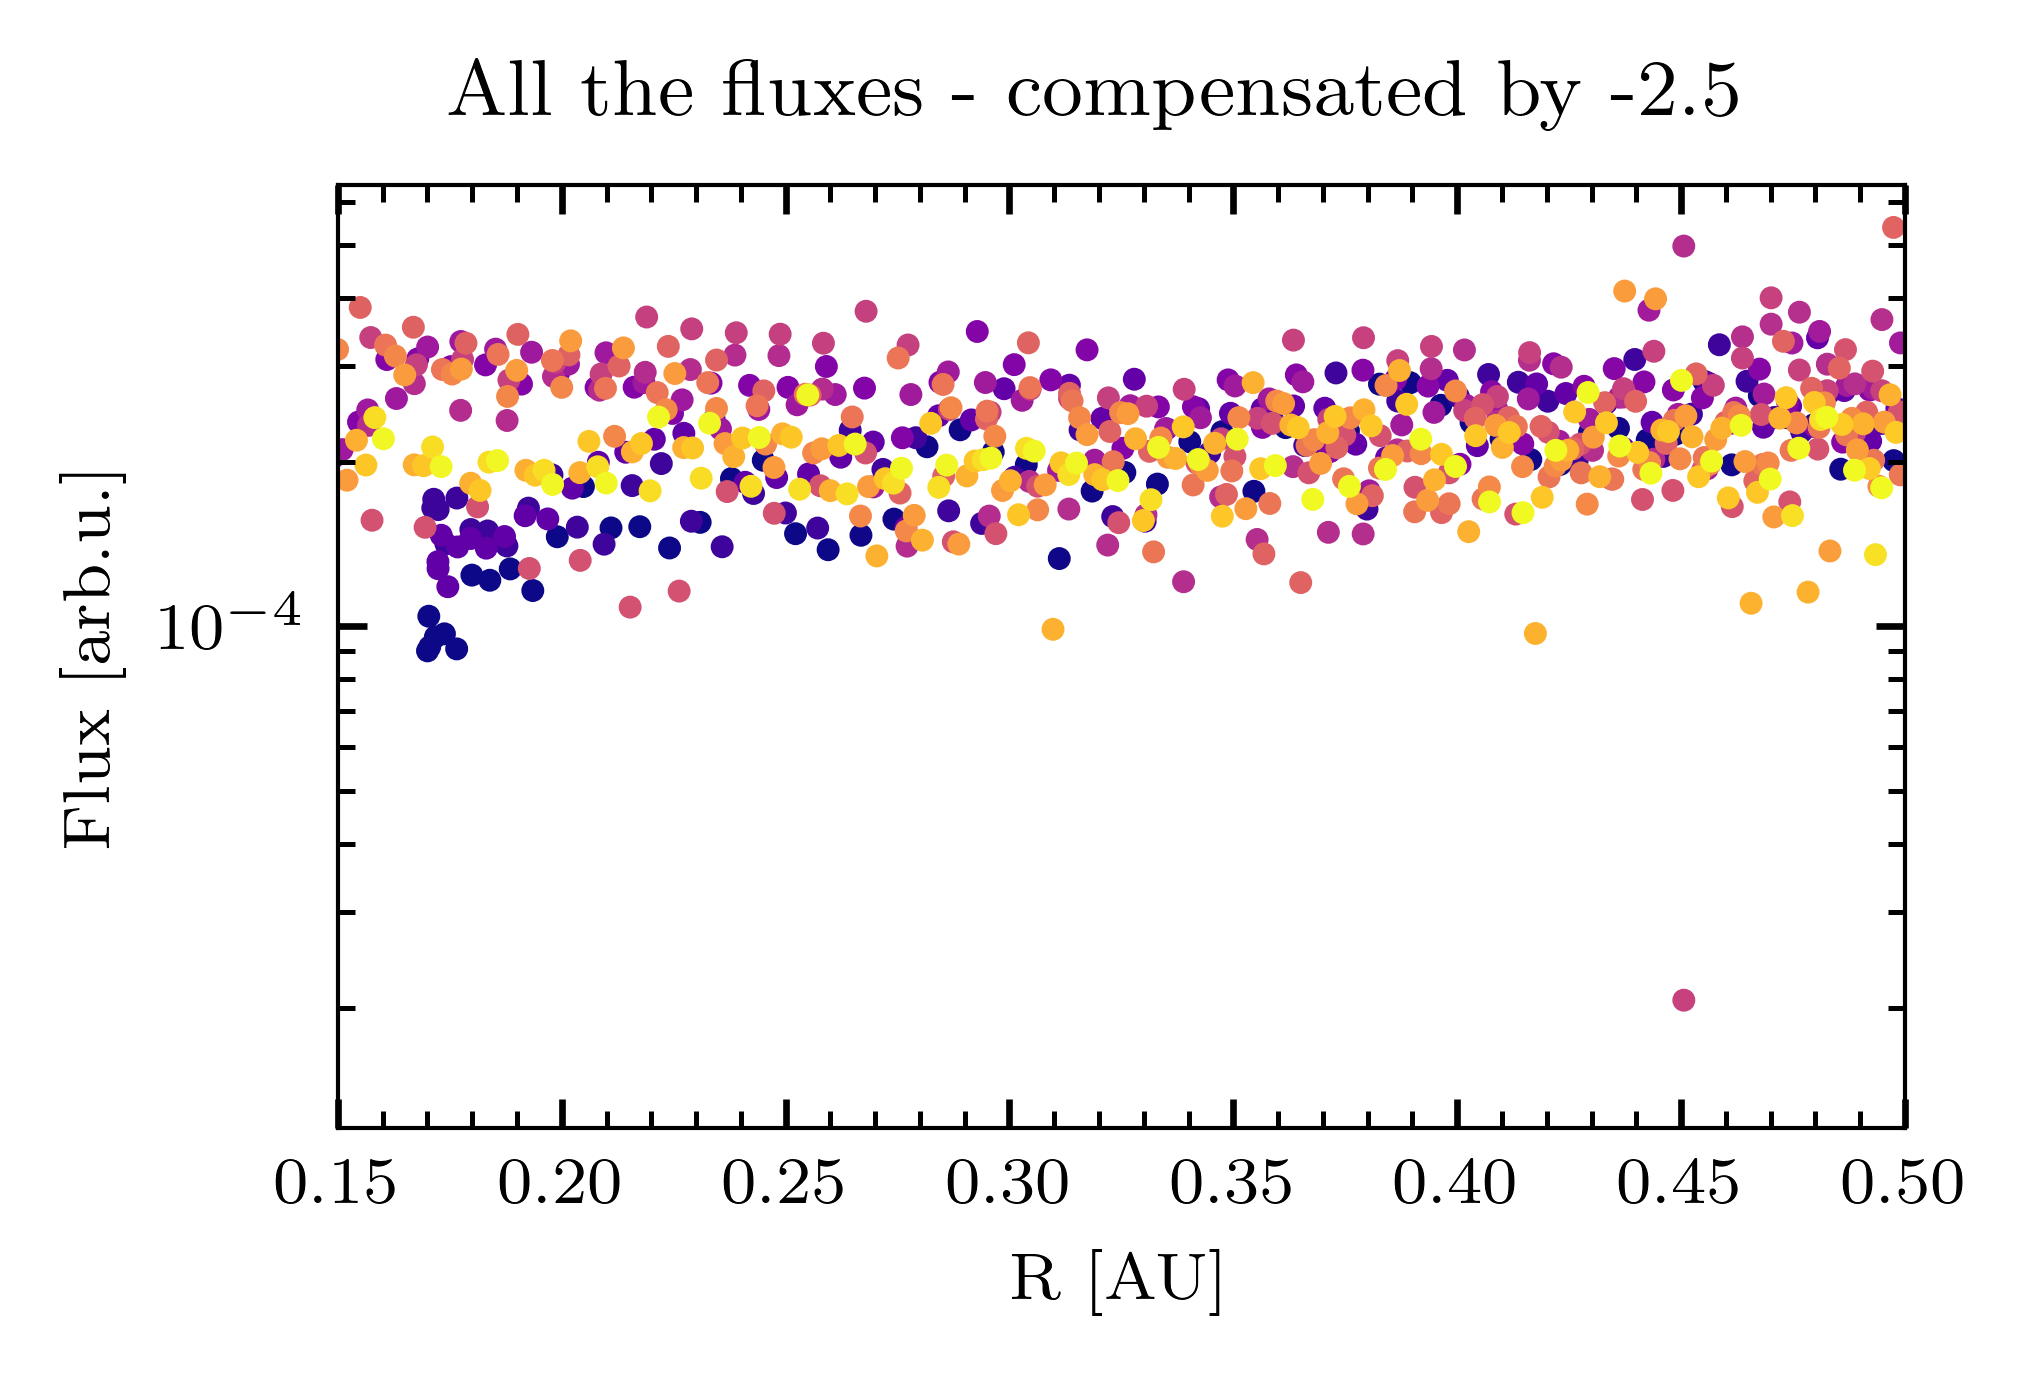 All the fluxes - compensated by -2.5
Flux [arb.u.]
10⁻⁴
0.15 0.20 0.25 0.30 0.35 0.40 0.45 0.50
R [AU]